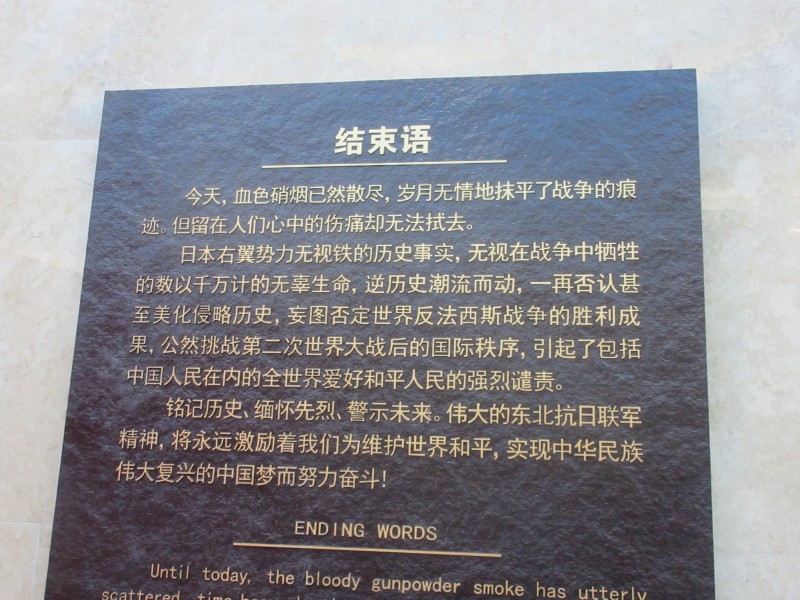 结束语
今天，血色硝烟已然散尽，岁月无情地抹平了战争的痕
迹。但留在人们心中的伤痛却无法拭去。
日本右翼势力无视铁的历史事实，无视在战争中牺牲
的数以千万计的无辜生命，逆历史潮流而动，一再否认甚
至美化侵略历史，妄图否定世界反法西斯战争的胜利成
果，公然挑战第二次世界大战后的国际秩序，引起了包括
中国人民在内的全世界爱好和平人民的强烈谴责。
铭记历史、缅怀先烈、警示未来。伟大的东北抗日联军
精神，将永远激励着我们为维护世界和平，实现中华民族
伟大复兴的中国梦而努力奋斗！
ENDING WORDS
Until today, the bloody gunpowder smoke has utterly
scattered, time has